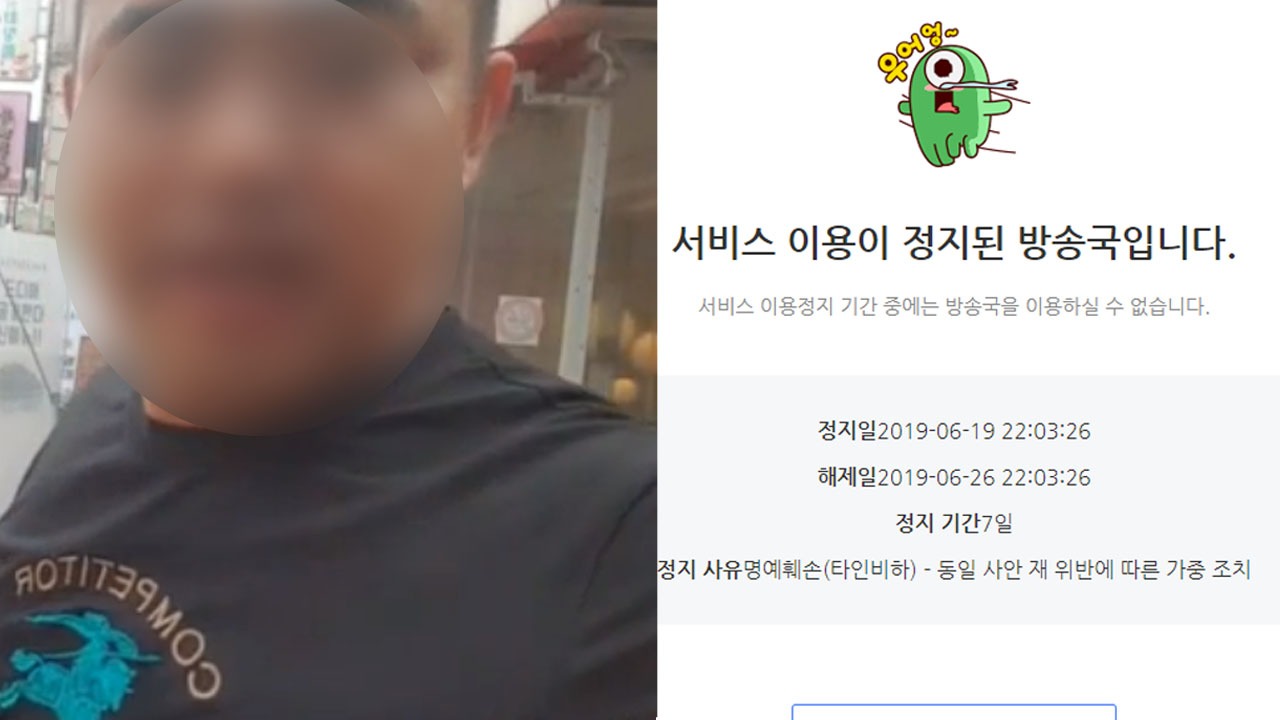 COMPETITOR
우어엉~
서비스 이용이 정지된 방송국입니다.
서비스 이용정지 기간 중에는 방송국을 이용하실 수 없습니다.
정지일2019-06-19 22:03:26
해제일2019-06-26 22:03:26
정지 기간7일
정지 사유명예훼손(타인비하) - 동일 사안 재 위반에 따른 가중 조치